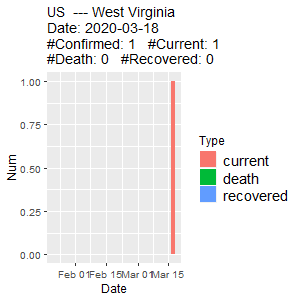 US --- West Virginia
Date: 2020-03-18
#Confirmed: 1 #Current: 1
#Death: 0 #Recovered: 0
1.00
0.75
0.50
0.25
0.00
Num
Feb 01 Feb 15 Mar 01 Mar 15
Date
Type
current
death
recovered